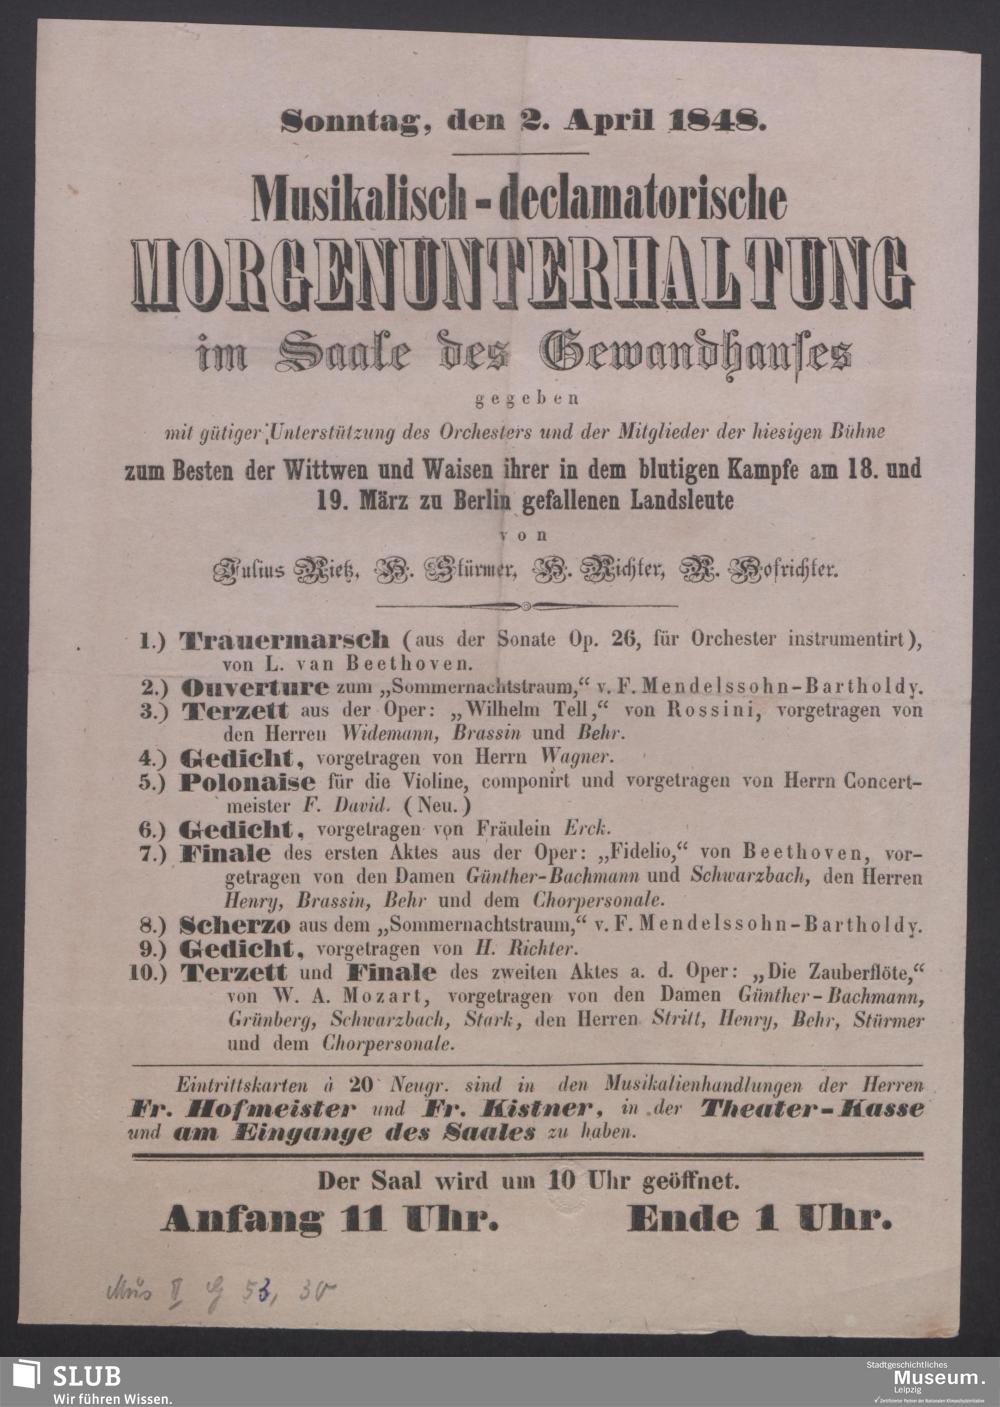 Sonntag, den 2. April 1848.
Musikalisch-declamatorische
MORGENUNTERHALTUNG
im Saale des Gewandhauses
gegeben
mit gütiger Unterstützung des Orchesters und der Mitglieder der hiesigen Bühne
zum Besten der Wittwen und Waisen ihrer in dem blutigen Kampfe am 18. und
19. März zu Berlin gefallenen Landsleute
von
Julius Rietz, H. Stürmer, H. Richter, R. Hofrichter.
1.) Trauermarsch (aus der Sonate Op. 26, für Orchester instrumentirt),
von L. van Beethoven.
2.) Ouverture zum „Sommernachtstraum,“ v. F. Mendelssohn-Bartholdy.
3.) Terzett aus der Oper: „Wilhelm Tell,“ von Rossini, vorgetragen von
den Herren Widemann, Brassin und Behr.
4.) Gedicht, vorgetragen von Herrn Wagner.
5.) Polonaise für die Violine, componirt und vorgetragen von Herrn Concert-
meister F. David. (Neu.)
6.) Gedicht, vorgetragen von Fräulein Erck.
7.) Finale des ersten Aktes aus der Oper: „Fidelio,“ von Beethoven, vor-
getragen von den Damen Günther-Bachmann und Schwarzbach, den Herren
Henry, Brassin, Behr und dem Chorpersonale.
8.) Scherzo aus dem „Sommernachtstraum,“ v. F. Mendelssohn-Bartholdy.
9.) Gedicht, vorgetragen von H. Richter.
10.) Terzett und Finale des zweiten Aktes a. d. Oper: „Die Zauberflöte,“
von W. A. Mozart, vorgetragen von den Damen Günther-Bachmann,
Grünberg, Schwarzbach, Stark, den Herren Stritt, Henry, Behr, Stürmer
und dem Chorpersonale.
Eintrittskarten à 20 Neugr. sind in den Musikalienhandlungen der Herren
Fr. Hofmeister und Fr. Kistner, in der Theater-Kasse
und am Eingange des Saales zu haben.
Der Saal wird um 10 Uhr geöffnet.
Anfang 11 Uhr. Ende 1 Uhr.
Mus II G 53, 30
SLUB
Wir führen Wissen.
Stadtgeschichtliches
Museum.
Leipzig
Zertifizierter Partner der Nationalen Klimaschutzinitiative